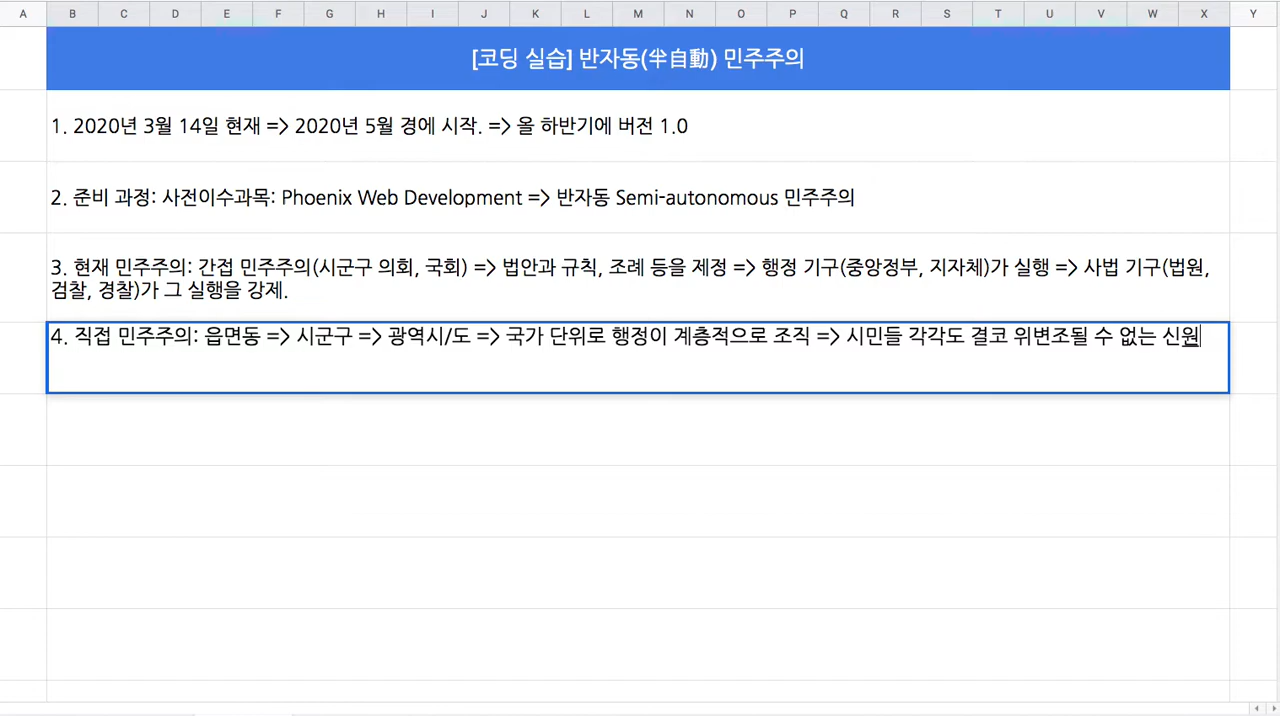 A B C D E F G H I J K L M N O P Q R S T U V W X Y
[코딩 실습] 반자동(半自動) 민주주의
1. 2020년 3월 14일 현재 => 2020년 5월 경에 시작. => 올 하반기에 버전 1.0
2. 준비 과정: 사전이수과목: Phoenix Web Development => 반자동 Semi-autonomous 민주주의
3. 현재 민주주의: 간접 민주주의(시군구 의회, 국회) => 법안과 규칙, 조례 등을 제정 => 행정 기구(중앙정부, 지자체)가 실행 => 사법 기구(법원,
검찰, 경찰)가 그 실행을 강제.
4. 직접 민주주의: 읍면동 => 시군구 => 광역시/도 => 국가 단위로 행정이 계층적으로 조직 => 시민들 각각도 결코 위변조될 수 없는 신원